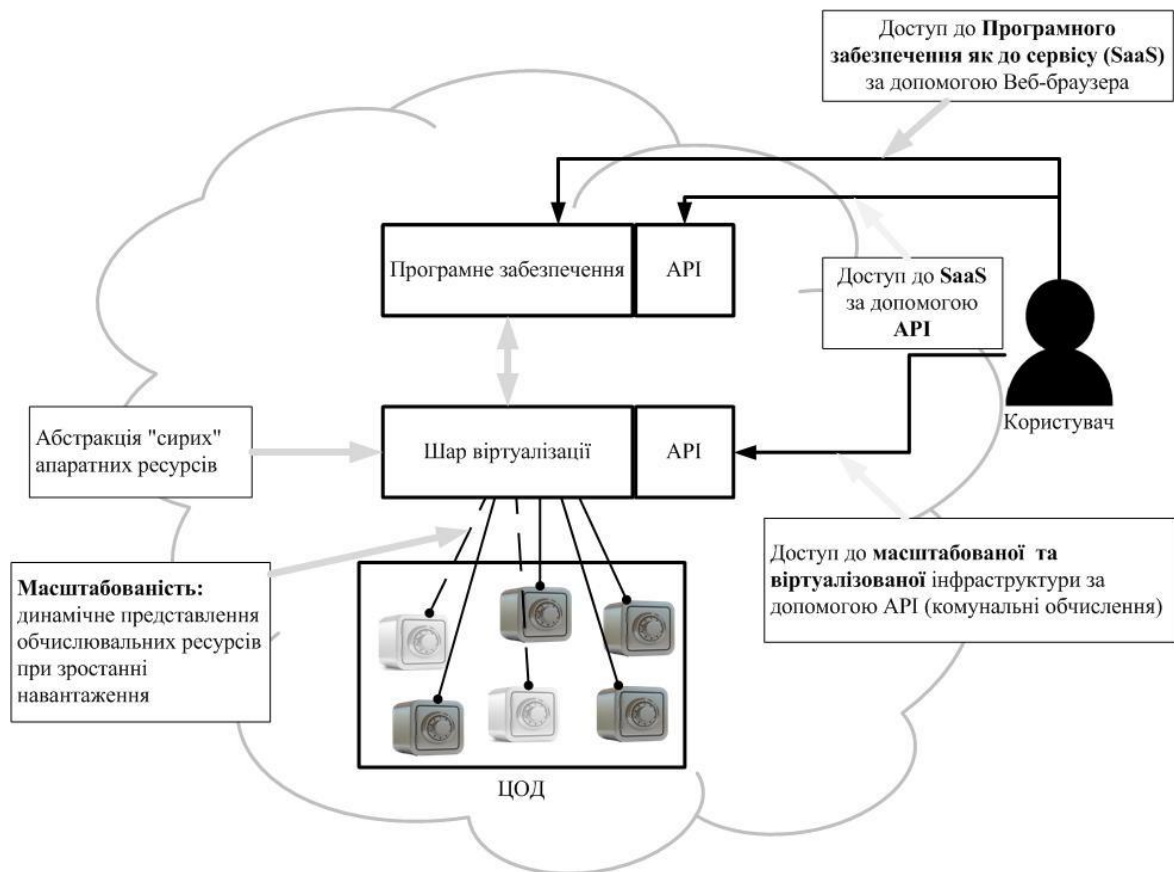 Доступ до Програмного
забезпечення як до сервісу (SaaS)
за допомогою Веб-браузера
Програмне забезпечення
API
Доступ до SaaS
за допомогою
API
Користувач
Абстракція "сирих"
апаратних ресурсів
Шар віртуалізації
API
Масштабованість:
динамічне представлення
обчислювальних ресурсів
при зростанні
навантаження
Доступ до масштабованої та
віртуалізованої інфраструктури за
допомогою API (комунальні обчислення)
ЦОД